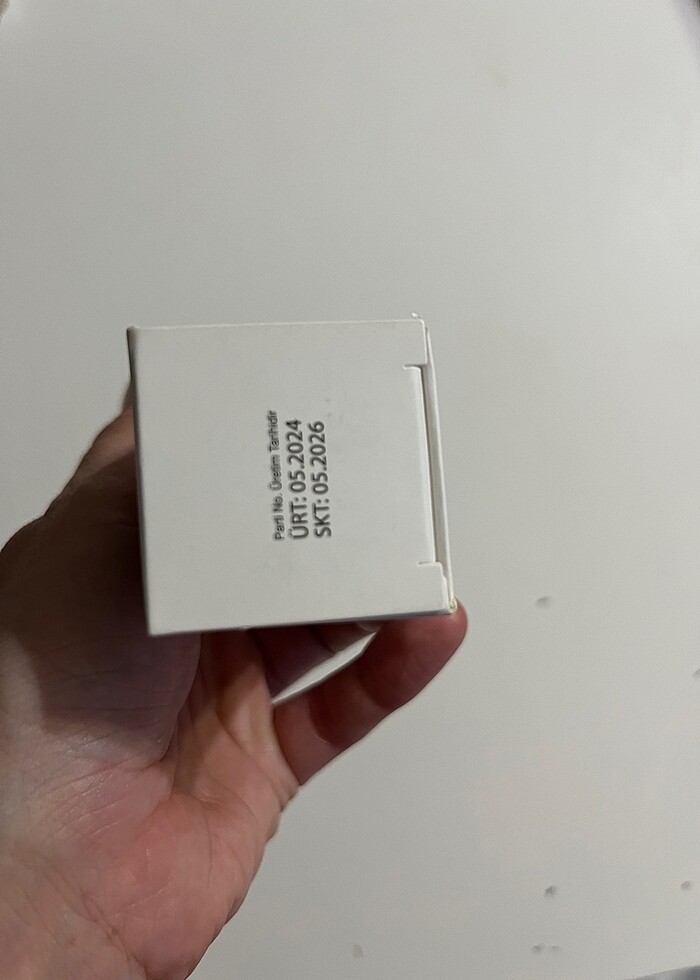 Parti No. Üretim Tarihidir
ÜRT: 05.2024
SKT: 05.2026